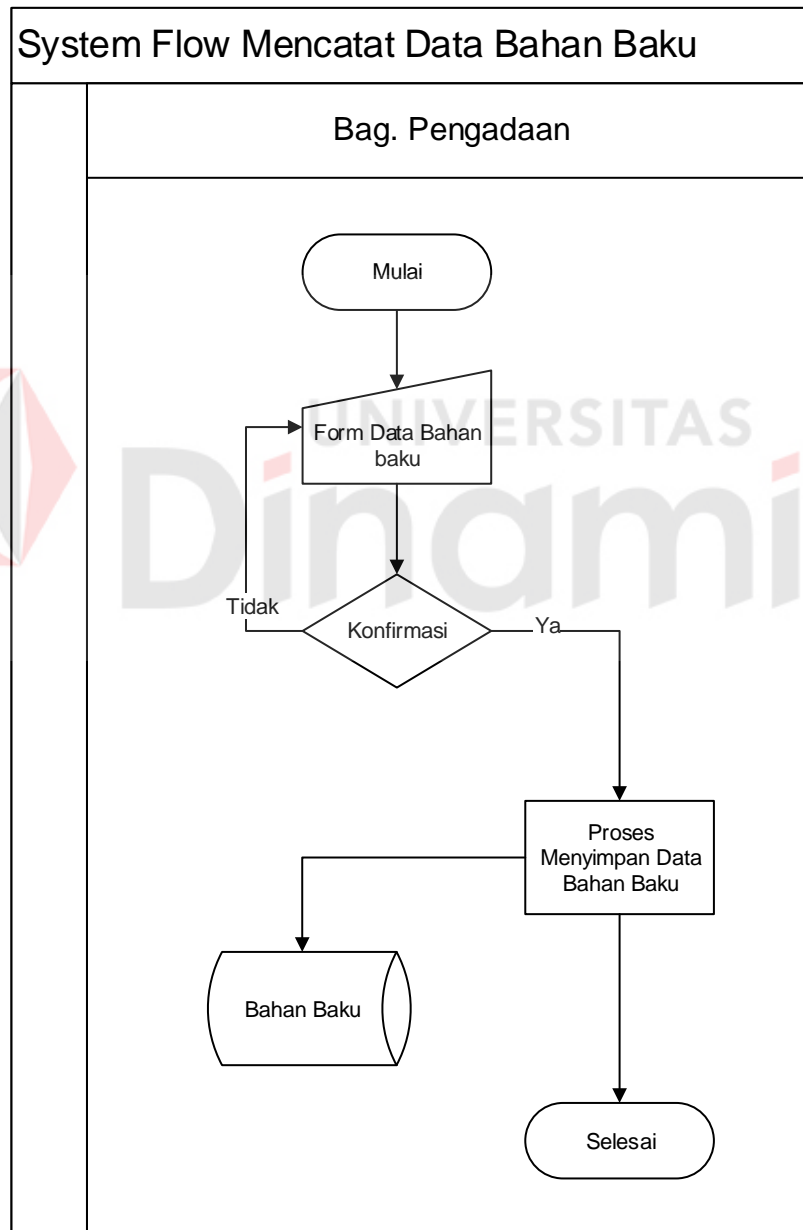 System Flow Mencatat Data Bahan Baku
Bag. Pengadaan
Mulai
UNIVERSITAS
Dinami
Form Data Bahan
baku
Tidak
Konfirmasi
Ya
Proses
Menyimpan Data
Bahan Baku
Bahan Baku
Selesai